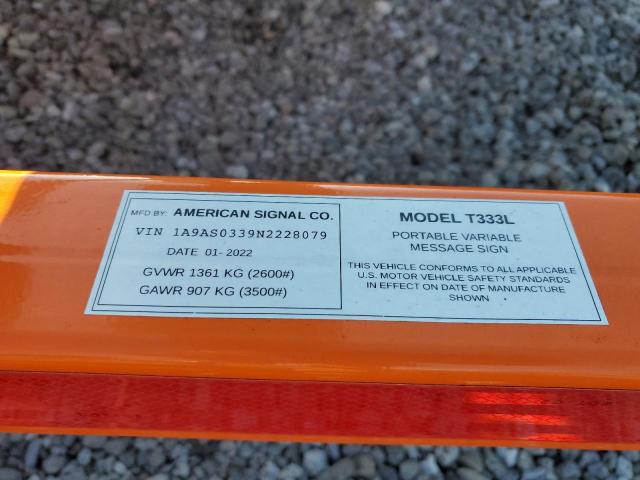 MFD BY: AMERICAN SIGNAL CO.
VIN 1A9AS0339N2228079
DATE 01- 2022
GVWR 1361 KG (2600#)
GAWR 907 KG (3500#)
MODEL T333L
PORTABLE VARIABLE
MESSAGE SIGN
THIS VEHICLE CONFORMS TO ALL APPLICABLE
U.S. MOTOR VEHICLE SAFETY STANDARDS
IN EFFECT ON DATE OF MANUFACTURE
SHOWN